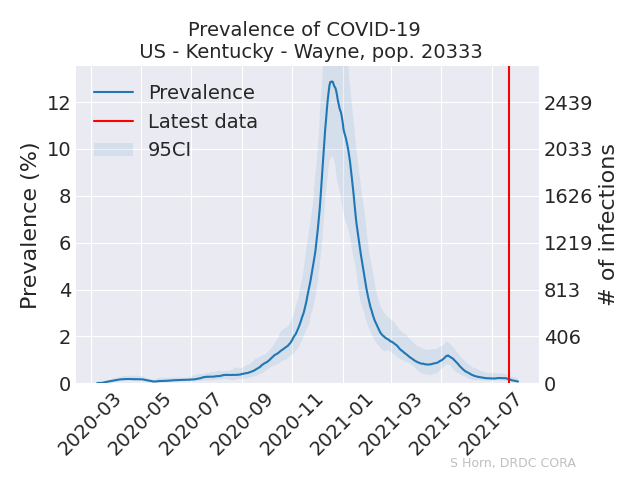 Prevalence of COVID-19
US - Kentucky - Wayne, pop. 20333
Prevalence
Latest data
95CI
Prevalence (%)
12
10
8
6
4
2
0
2439
2033
1626
1219
813
406
0
# of infections
2020-03
2020-05
2020-07
2020-09
2020-11
2021-01
2021-03
2021-05
2021-07
S Horn, DRDC CORA